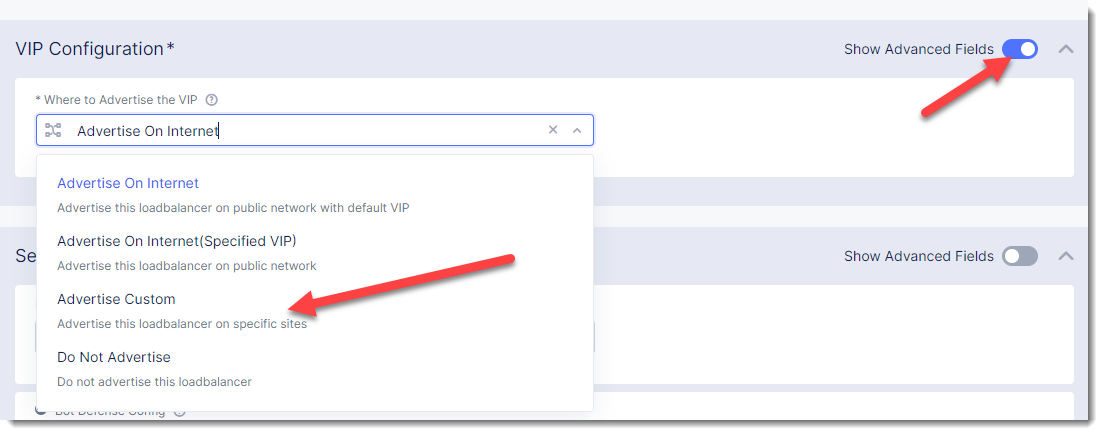 VIP Configuration*
Show Advanced Fields
* Where to Advertise the VIP
Advertise On Internet
Advertise On Internet
Advertise this loadbalancer on public network with default VIP
Advertise On Internet(Specified VIP)
Advertise this loadbalancer on public network
Se
Show Advanced Fields
Advertise Custom
Advertise this loadbalancer on specific sites
Do Not Advertise
Do not advertise this loadbalancer
Bot Defense Config